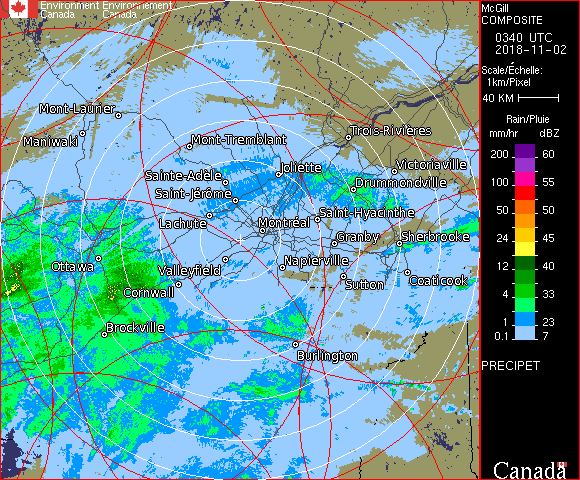 Environment Environnement
Canada Canada
McGill
COMPOSITE
0340 UTC
2018-11-02
Scale/Échelle:
1km/Pixel
40 KM
Rain/Pluie
mm/hr dBZ
200 60
100 55
50 50
24 45
12 40
4 33
1 23
0.1 7
PRECIPET
Canada
Mont-Laurier
Maniwaki
Mont-Tremblant
Trois-Rivières
Sainte-Adèle
Joliette
Victoriaville
Saint-Jérôme
Drummondville
Lachute
Montréal
Saint-Hyacinthe
Granby
Sherbrooke
Ottawa
Valleyfield
Napierville
Cornwall
Sutton
Coaticook
Brockville
Burlington